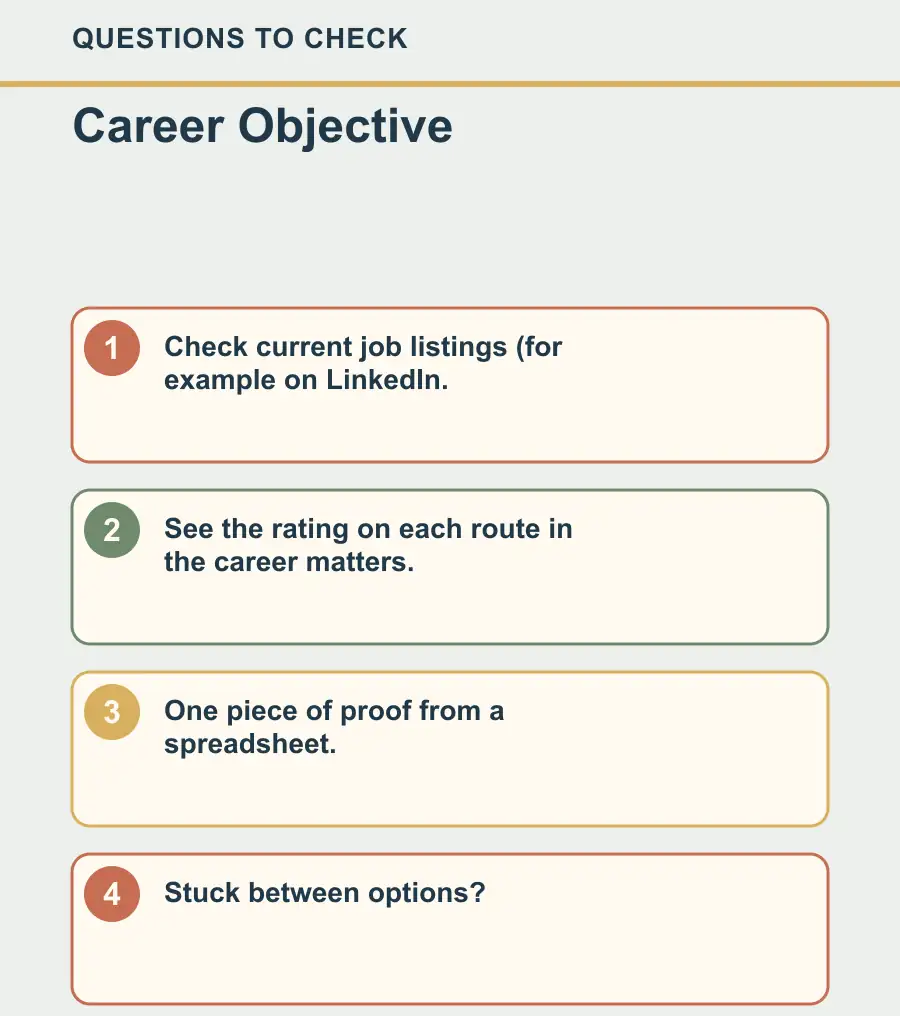 QUESTIONS TO CHECK
Career Objective
1
Check current job listings (for
example on LinkedIn.
2
See the rating on each route in
the career matters.
3
One piece of proof from a
spreadsheet.
4
Stuck between options?